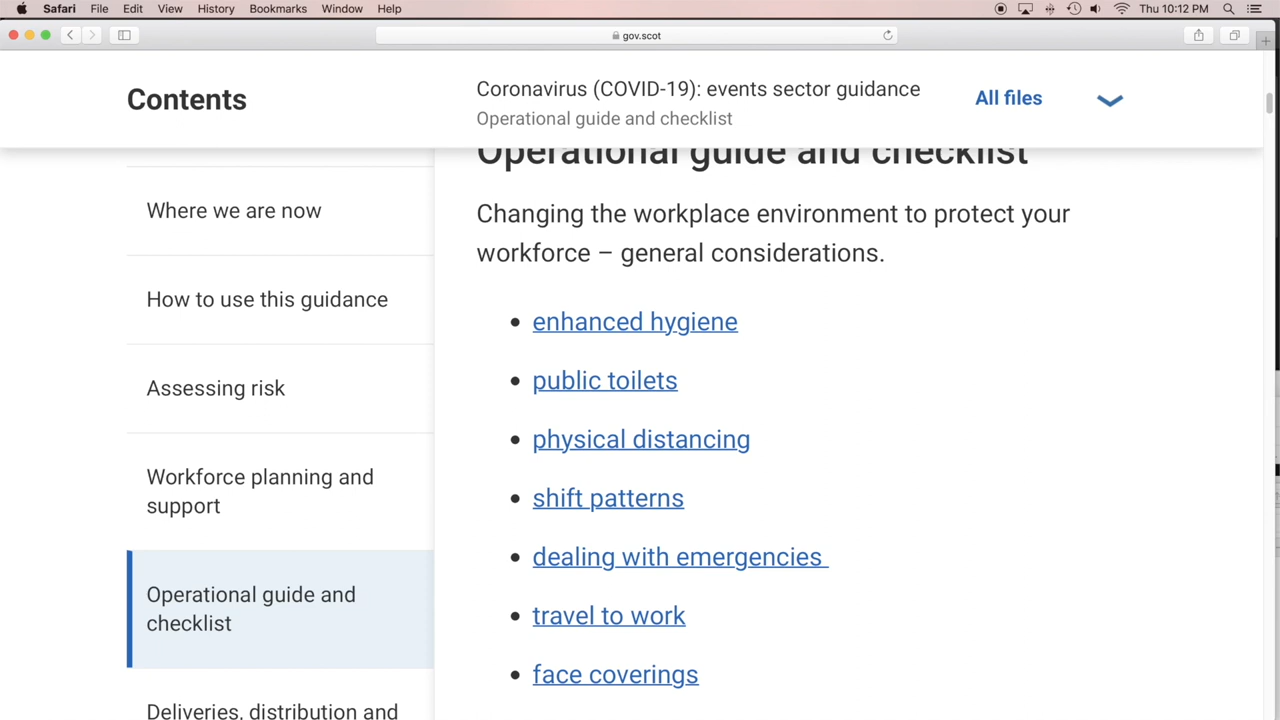 Safari File Edit View History Bookmarks Window Help Thu 10:12 PM
gov.scot
Contents
Coronavirus (COVID-19): events sector guidance
Operational guide and checklist
All files
Where we are now
How to use this guidance
Assessing risk
Workforce planning and
support
Operational guide and
checklist
Deliveries, distribution and
Operational guide and checklist
Changing the workplace environment to protect your
workforce – general considerations.
• enhanced hygiene
• public toilets
• physical distancing
• shift patterns
• dealing with emergencies
• travel to work
• face coverings